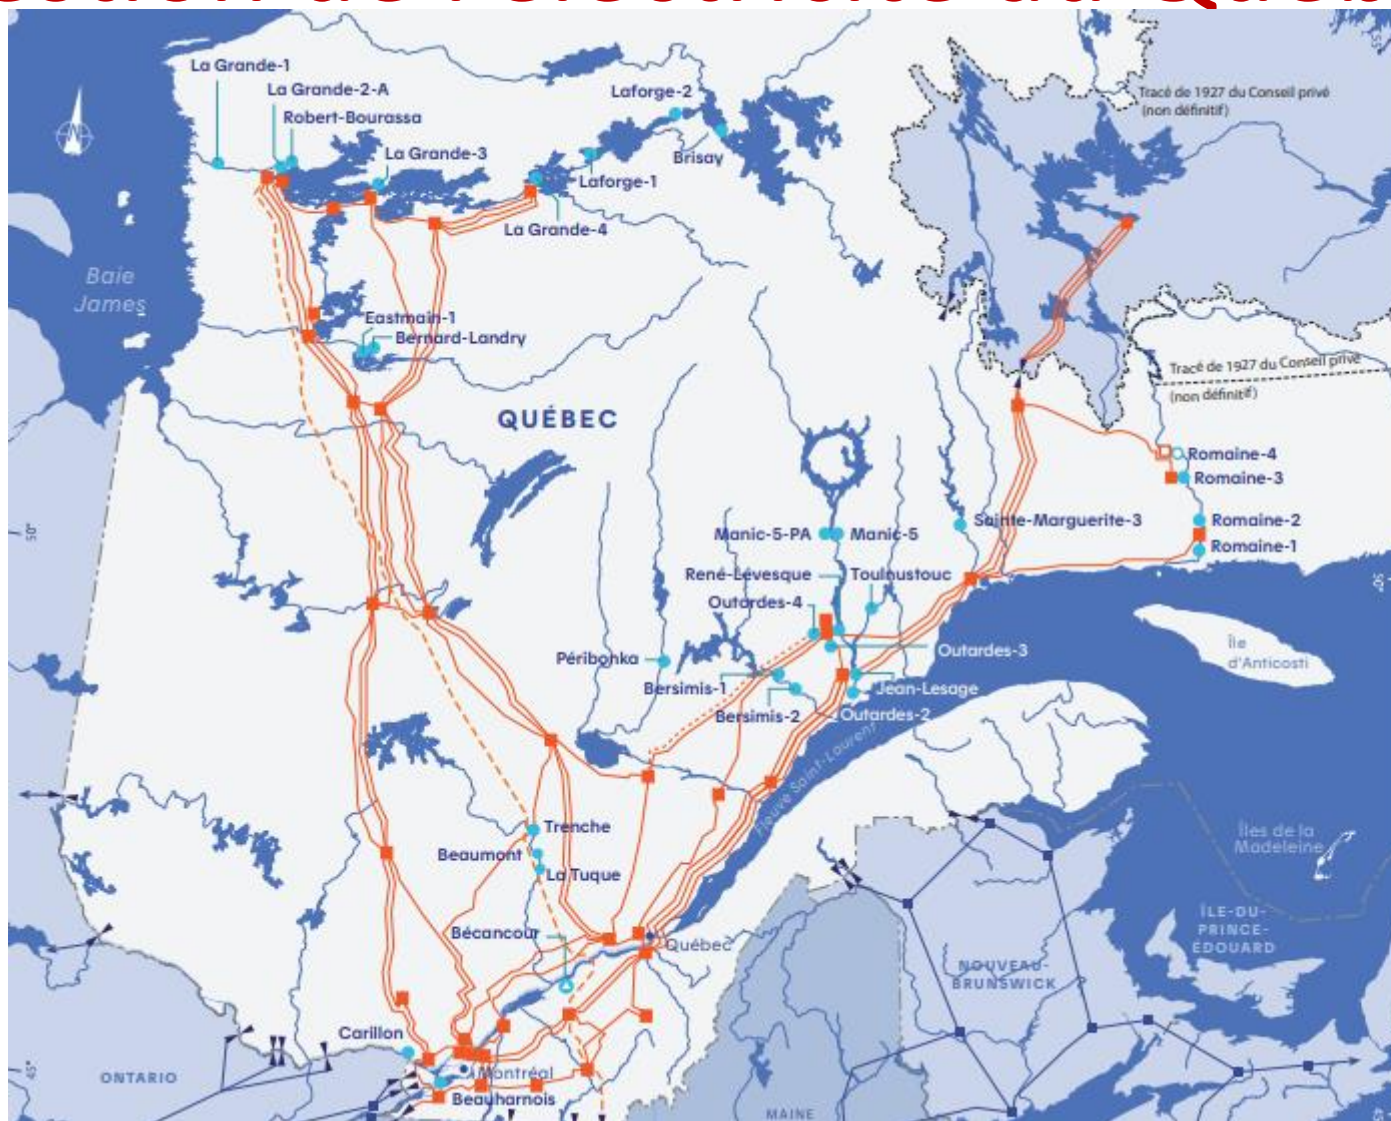 La Grande-1
La Grande-2-A
Robert-Bourassa
La Grande-3
Laforge-2
Brisay
Laforge-1
La Grande-4
Tracé de 1927 du Conseil privé
(non définitif)
N
Baie
James
Eastmain-1
Bernard-Landry
QUÉBEC
Tracé de 1927 du Conseil privé
(non définitif)
Romaine-4
Romaine-3
Romaine-2
Romaine-1
Sainte-Marguerite-3
Manic-5-PA
Manic-5
René-Lévesque
Toulnustouc
Outardes-4
Outardes-3
Péribonka
Bersimis-1
Jean-Lesage
Bersimis-2
Outardes-2
Île
d'Anticosti
50°
50°
Fleuve Saint-Laurent
Trenche
Beaumont
La Tuque
Îles de la
Madeleine
Bécancour
Québec
ÎLE-DU-
PRINCE-
ÉDOUARD
NOUVEAU-
BRUNSWICK
Carillon
Montréal
Beauharnois
ONTARIO
MAINE
45°
45°
55°